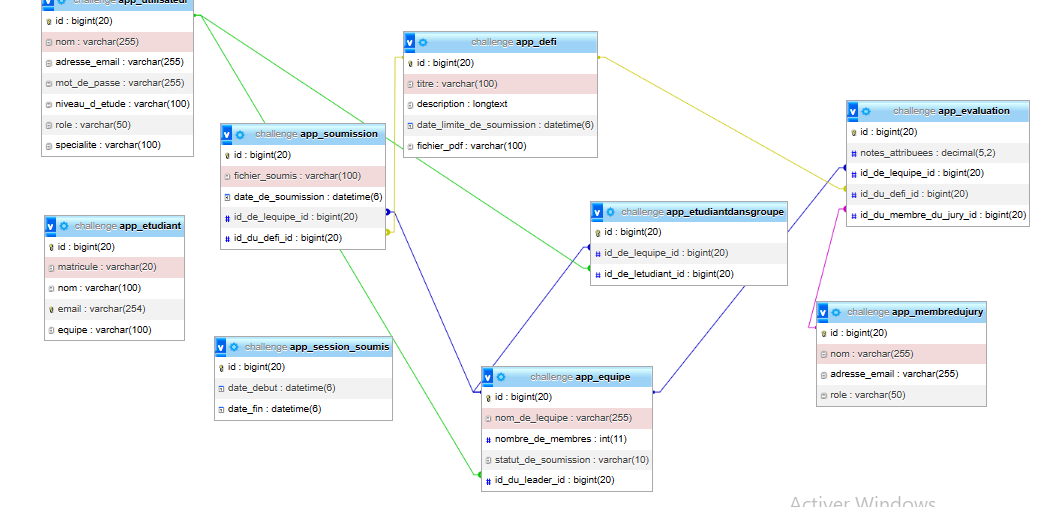 challenge app_utilisateur
id : bigint(20)
nom : varchar(255)
adresse_email : varchar(255)
mot_de_passe : varchar(255)
niveau_d_etude : varchar(100)
role : varchar(50)
specialite : varchar(100)
challenge app_defi
id : bigint(20)
titre : varchar(100)
description : longtext
date_limite_de_soumission : datetime(6)
fichier_pdf : varchar(100)
challenge app_evaluation
id : bigint(20)
notes_attribuees : decimal(5,2)
id_de_lequipe_id : bigint(20)
id_du_defi_id : bigint(20)
id_du_membre_du_jury_id : bigint(20)
challenge app_soumission
id : bigint(20)
fichier_soumis : varchar(100)
date_de_soumission : datetime(6)
id_de_lequipe_id : bigint(20)
id_du_defi_id : bigint(20)
challenge app_etudiantdansgroupe
id : bigint(20)
id_de_lequipe_id : bigint(20)
id_de_letudiant_id : bigint(20)
challenge app_etudiant
id : bigint(20)
matricule : varchar(20)
nom : varchar(100)
email : varchar(254)
equipe : varchar(100)
challenge app_membredujury
id : bigint(20)
nom : varchar(255)
adresse_email : varchar(255)
role : varchar(50)
challenge app_session_soumis
id : bigint(20)
date_debut : datetime(6)
date_fin : datetime(6)
challenge app_equipe
id : bigint(20)
nom_de_lequipe : varchar(255)
nombre_de_membres : int(11)
statut_de_soumission : varchar(10)
id_du_leader_id : bigint(20)
Activer Windows